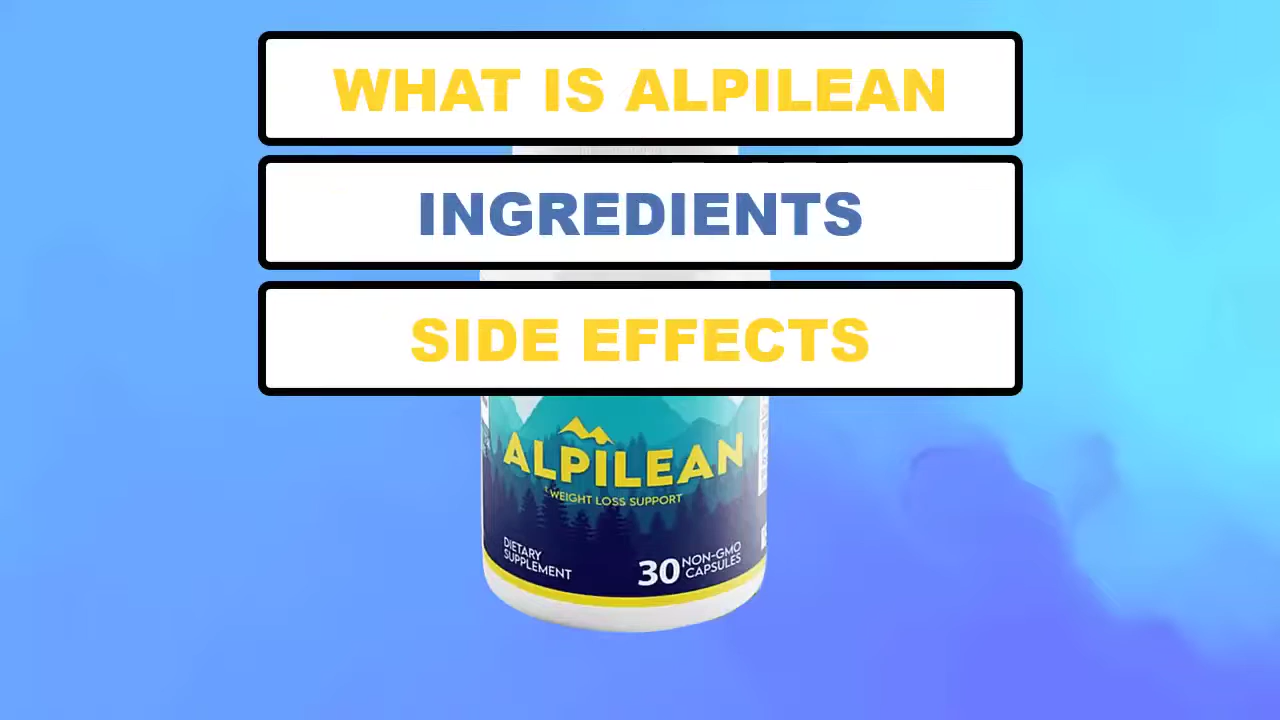 WHAT IS ALPILEAN
INGREDIENTS
SIDE EFFECTS
ALPILEAN
WEIGHT LOSS SUPPORT
DIETARY
SUPPLEMENT
30 NON-GMO
CAPSULES